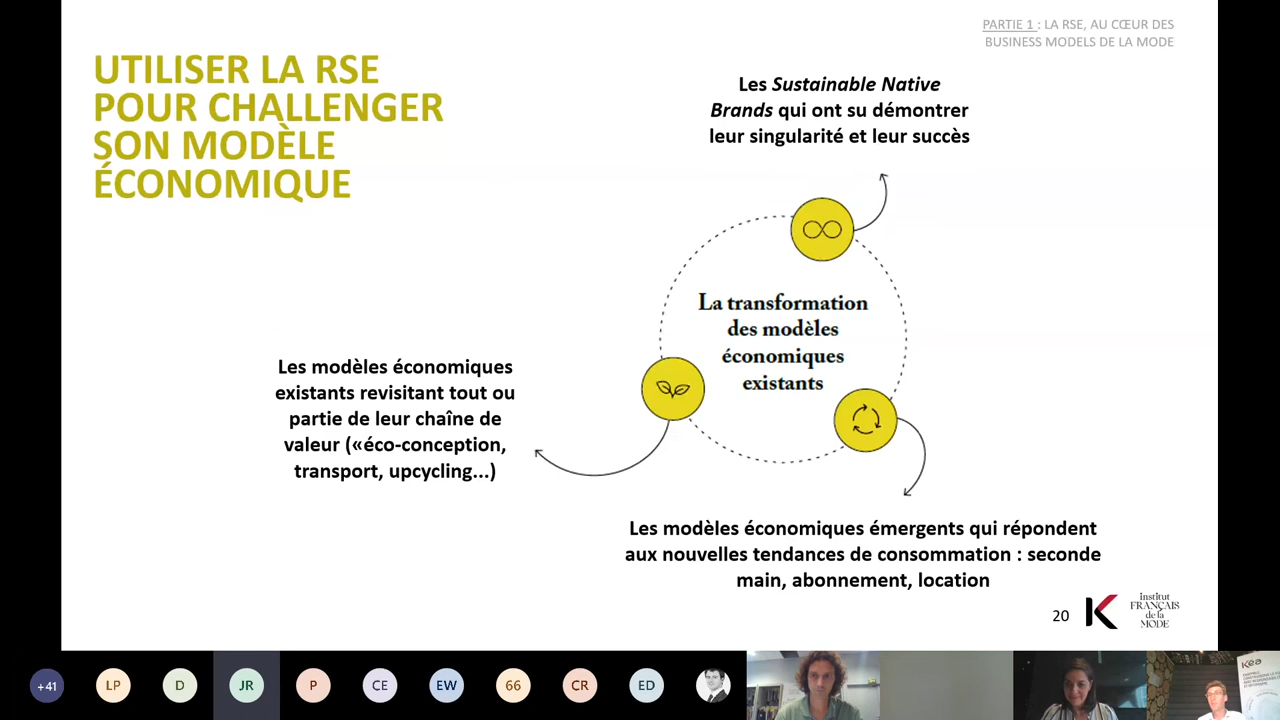 PARTIE 1 : LA RSE, AU CŒUR DES
BUSINESS MODELS DE LA MODE
UTILISER LA RSE
POUR CHALLENGER
SON MODÈLE
ÉCONOMIQUE
Les Sustainable Native
Brands qui ont su démontrer
leur singularité et leur succès
La transformation
des modèles
économiques
existants
Les modèles économiques
existants revisitant tout ou
partie de leur chaîne de
valeur («éco-conception,
transport, upcycling...)
Les modèles économiques émergents qui répondent
aux nouvelles tendances de consommation : seconde
main, abonnement, location
20
K
Institut
FRANÇAIS
de la
MODE
+41
LP
D
JR
P
CE
EW
66
CR
ED
Kéa